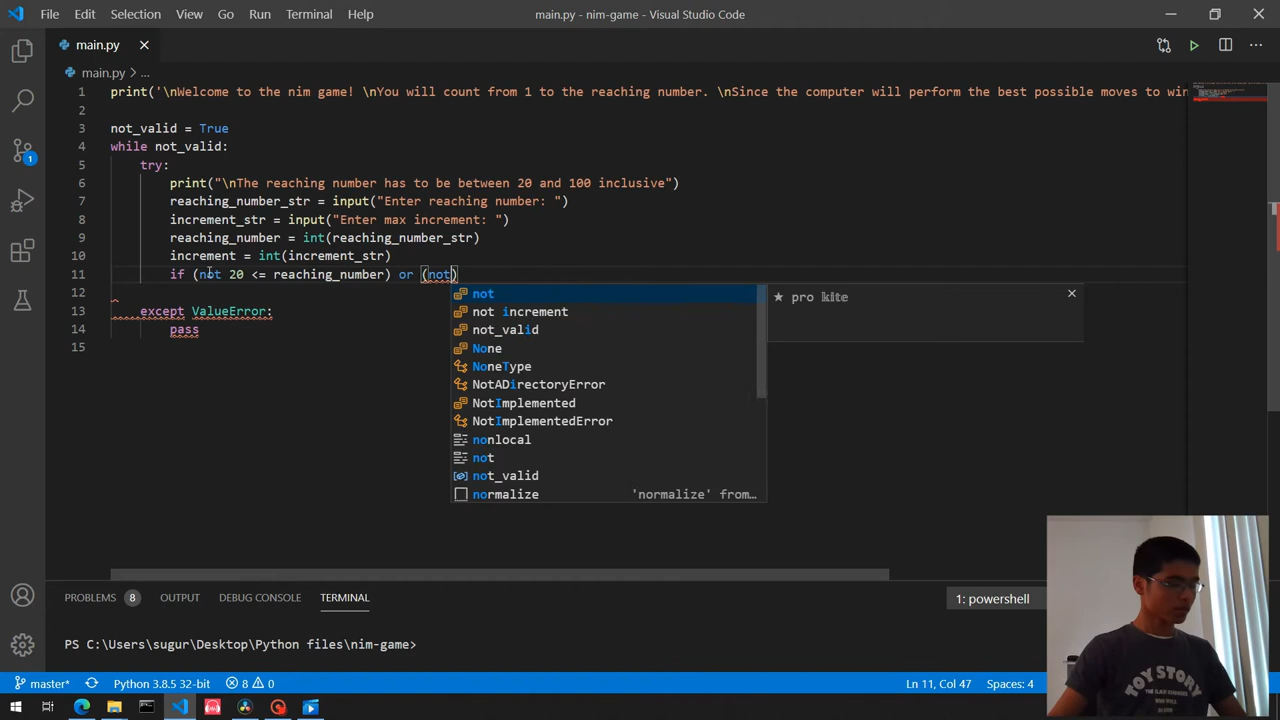 File Edit Selection View Go Run Terminal Help
main.py - nim-game - Visual Studio Code
main.py
main.py > ...
1 print('\nWelcome to the nim game! \nYou will count from 1 to the reaching number. \nSince the computer will perform the best possible moves to win
2
3 not_valid = True
4 while not_valid:
5 try:
6 print("\nThe reaching number has to be between 20 and 100 inclusive")
7 reaching_number_str = input("Enter reaching number: ")
8 increment_str = input("Enter max increment: ")
9 reaching_number = int(reaching_number_str)
10 increment = int(increment_str)
11 if (not 20 <= reaching_number) or (not)
12
13 except ValueError:
14 pass
15
not
not increment
not_valid
None
NoneType
NotADirectoryError
NotImplemented
NotImplementedError
nonlocal
not
not_valid
normalize 'normalize' from...
★ pro kite
1
PROBLEMS 8 OUTPUT DEBUG CONSOLE TERMINAL
1: powershell
PS C:\Users\sugur\Desktop\Python files\nim-game>
TOY STORY
master* Python 3.8.5 32-bit 8 0 Ln 11, Col 47 Spaces: 4